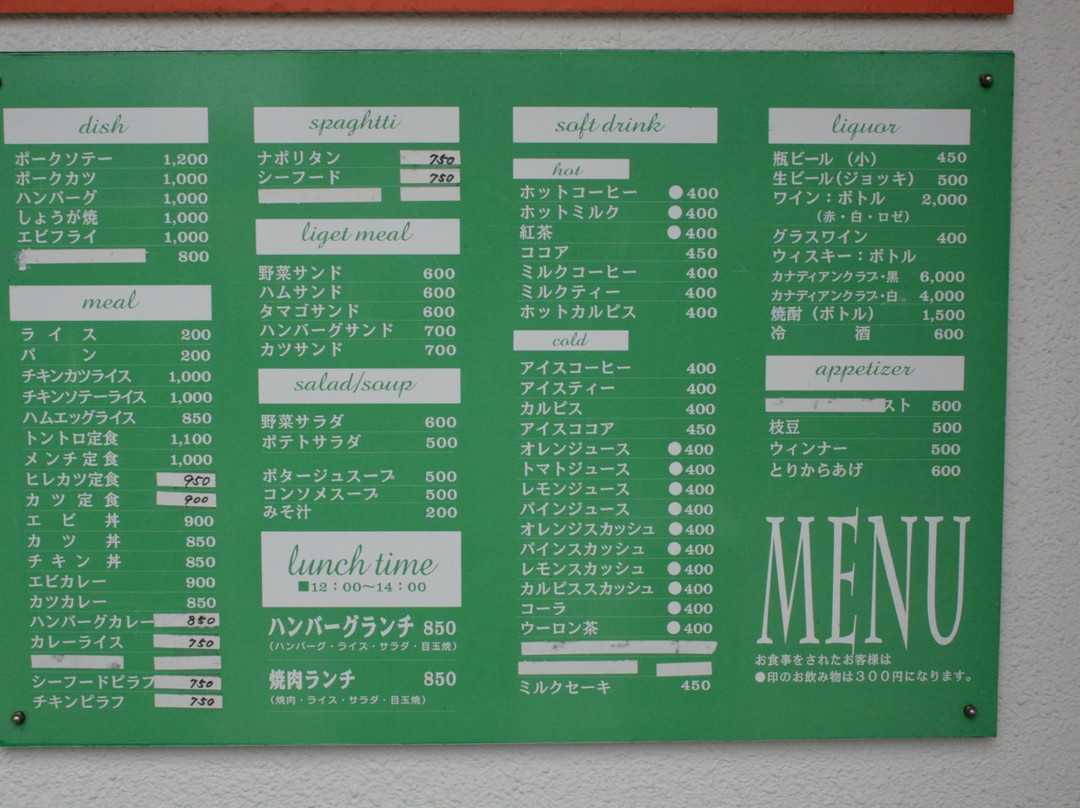 dish
ポークソテー 1,200
ポークカツ 1,000
ハンバーグ 1,000
しょうが焼 1,000
エビフライ 1,000
800
meal
ライス 200
パン 200
チキンカツライス 1,000
チキンソテーライス 1,000
ハムエッグライス 850
トントロ定食 1,100
メンチ定食 1,000
ヒレカツ定食 950
カツ定食 900
エビ丼 900
カツ丼 850
チキン丼 850
エビカレー 900
カツカレー 850
ハンバーグカレー 850
カレーライス 750
シーフードピラフ 750
チキンピラフ 750
spaghtti
ナポリタン 750
シーフード 750
liget meal
野菜サンド 600
ハムサンド 600
タマゴサンド 600
ハンバーグサンド 700
カツサンド 700
salad/soup
野菜サラダ 600
ポテトサラダ 500
ポタージュスープ 500
コンソメスープ 500
みそ汁 200
lunch time
■12：00〜14：00
ハンバーグランチ 850
（ハンバーグ・ライス・サラダ・目玉焼）
焼肉ランチ 850
（焼肉・ライス・サラダ・目玉焼）
soft drink
hot
ホットコーヒー ●400
ホットミルク ●400
紅茶 ●400
ココア 450
ミルクコーヒー 400
ミルクティー 400
ホットカルピス 400
cold
アイスコーヒー 400
アイスティー 400
カルピス 400
アイスココア 450
オレンジジュース ●400
トマトジュース ●400
レモンジュース ●400
パインジュース ●400
オレンジスカッシュ ●400
パインスカッシュ ●400
レモンスカッシュ ●400
カルピススカッシュ ●400
コーラ ●400
ウーロン茶 ●400
ミルクセーキ 450
liquor
瓶ビール（小） 450
生ビール（ジョッキ） 500
ワイン：ボトル 2,000
（赤・白・ロゼ）
グラスワイン 400
ウィスキー：ボトル
カナディアンクラブ・黒 6,000
カナディアンクラブ・白 4,000
焼酎（ボトル） 1,500
冷酒 600
appetizer
スト 500
枝豆 500
ウィンナー 500
とりからあげ 600
MENU
お食事をされたお客様は
●印のお飲み物は３００円になります。